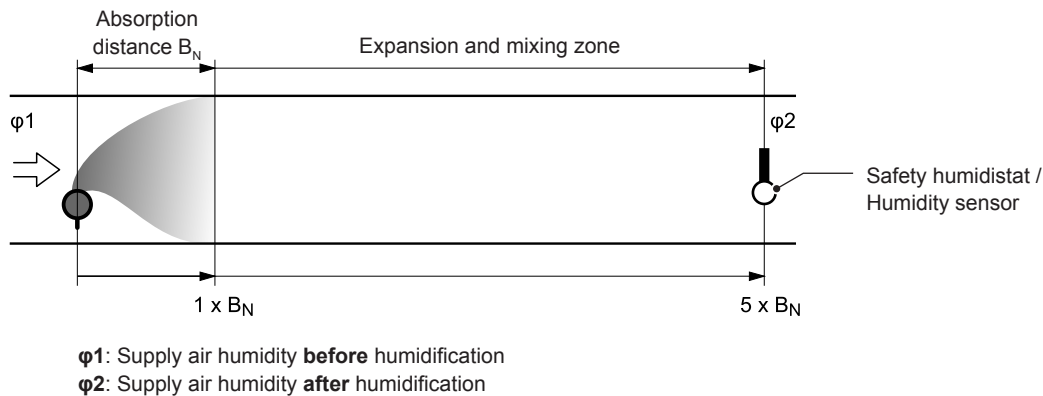 Absorption
distance B_N
Expansion and mixing zone
φ1
φ2
Safety humidistat /
Humidity sensor
1 x B_N
5 x B_N
φ1: Supply air humidity before humidification
φ2: Supply air humidity after humidification